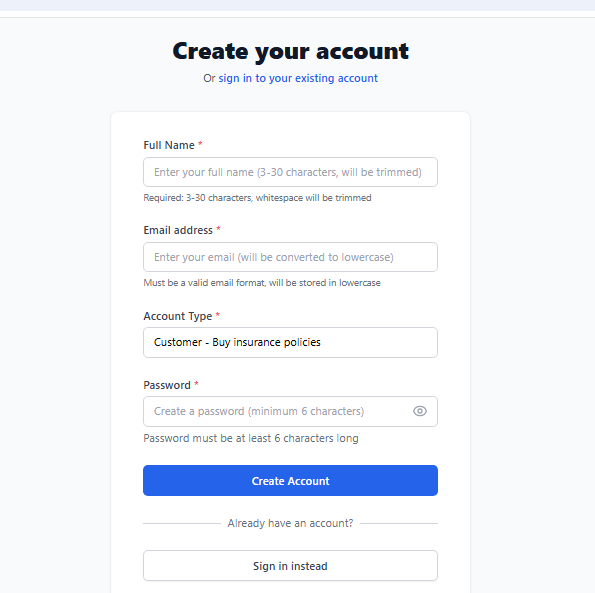 Create your account
Or sign in to your existing account
Full Name *
Enter your full name (3-30 characters, will be trimmed)
Required: 3-30 characters, whitespace will be trimmed
Email address *
Enter your email (will be converted to lowercase)
Must be a valid email format, will be stored in lowercase
Account Type *
Customer - Buy insurance policies
Password *
Create a password (minimum 6 characters)
Password must be at least 6 characters long
Create Account
Already have an account?
Sign in instead